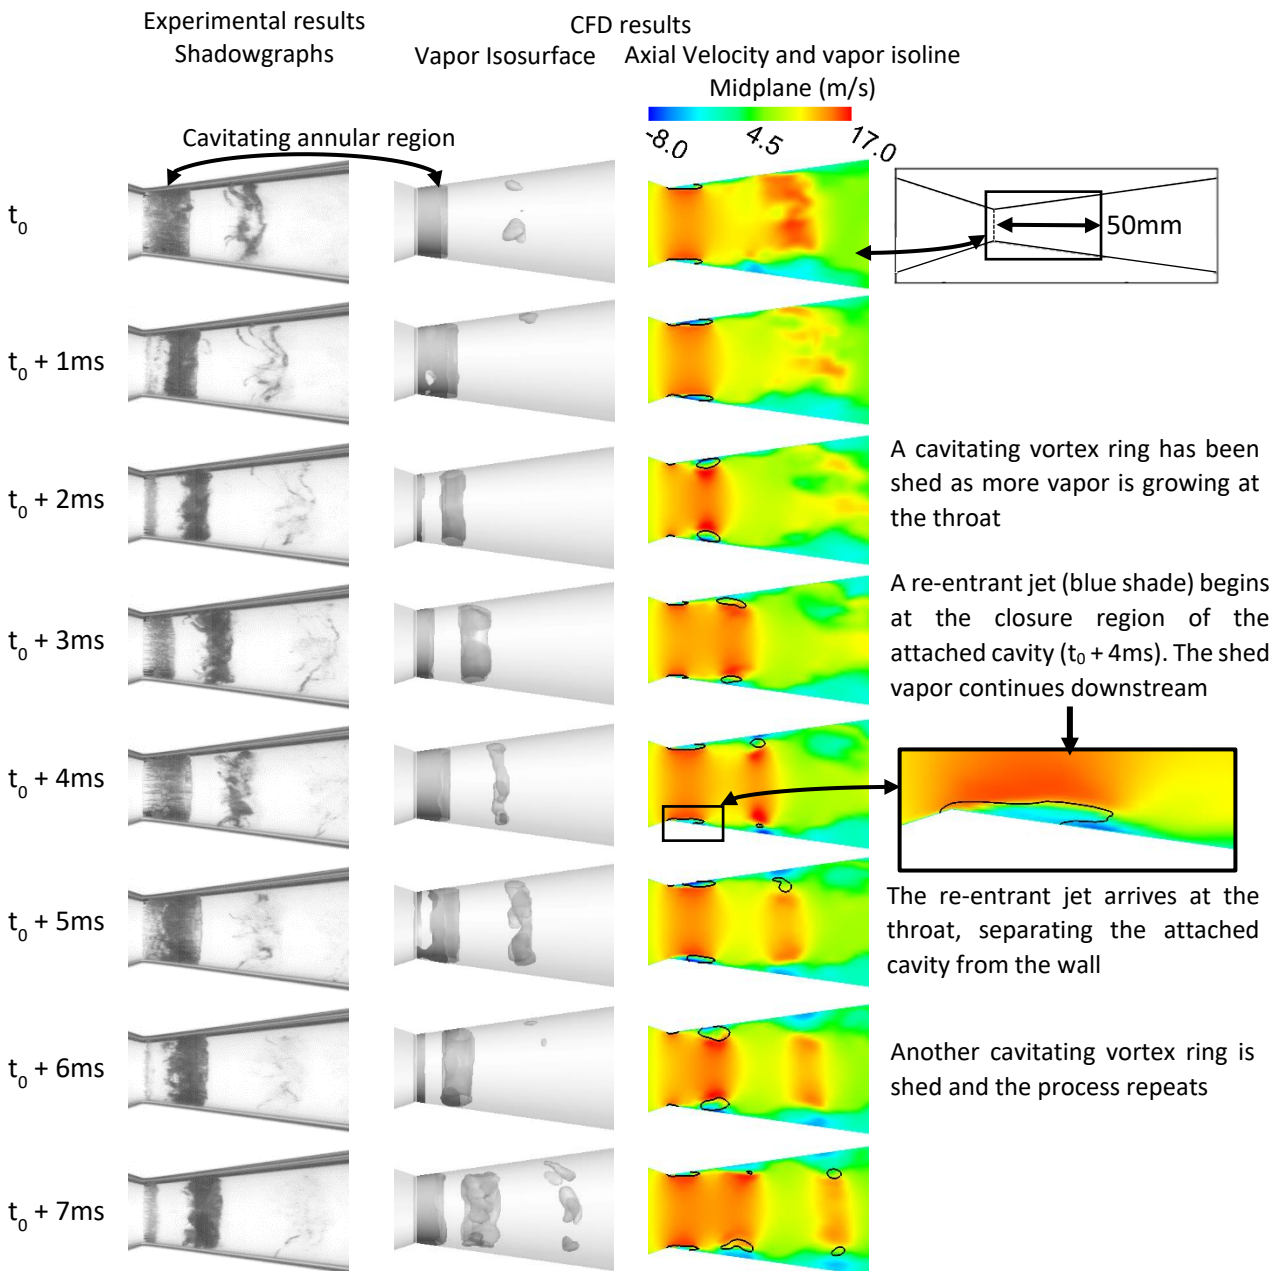 Experimental results
Shadowgraphs
CFD results
Vapor Isosurface
Axial Velocity and vapor isoline
Midplane (m/s)
-8.0 4.5 17.0
Cavitating annular region
t0
50mm
t0 + 1ms
t0 + 2ms
A cavitating vortex ring has been
shed as more vapor is growing at
the throat
t0 + 3ms
A re-entrant jet (blue shade) begins
at the closure region of the
attached cavity (t0 + 4ms). The shed
vapor continues downstream
t0 + 4ms
t0 + 5ms
The re-entrant jet arrives at the
throat, separating the attached
cavity from the wall
t0 + 6ms
Another cavitating vortex ring is
shed and the process repeats
t0 + 7ms